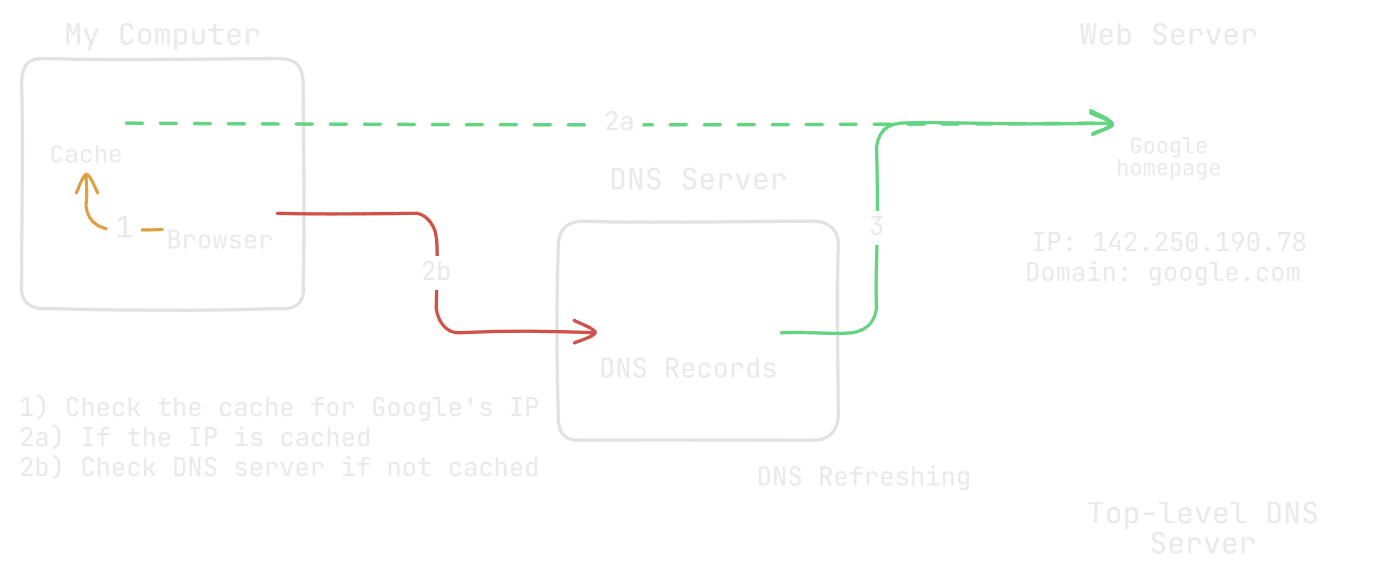 My Computer
Web Server
2a
Cache
Google
homepage
DNS Server
1
Browser
3
IP: 142.250.190.78
Domain: google.com
2b
DNS Records
1) Check the cache for Google's IP
2a) If the IP is cached
2b) Check DNS server if not cached
DNS Refreshing
Top-level DNS
Server